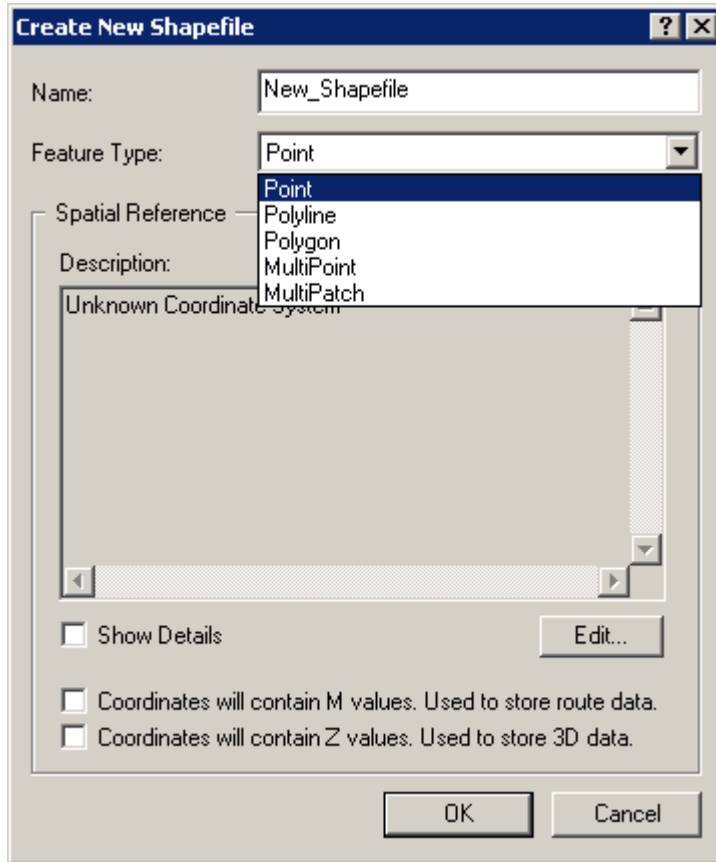 Create New Shapefile
Name: New_Shapefile
Feature Type: Point
Point
Polyline
Polygon
MultiPoint
MultiPatch
Spatial Reference
Description:
Unknown Coordinate System
Show Details
Edit...
Coordinates will contain M values. Used to store route data.
Coordinates will contain Z values. Used to store 3D data.
OK Cancel